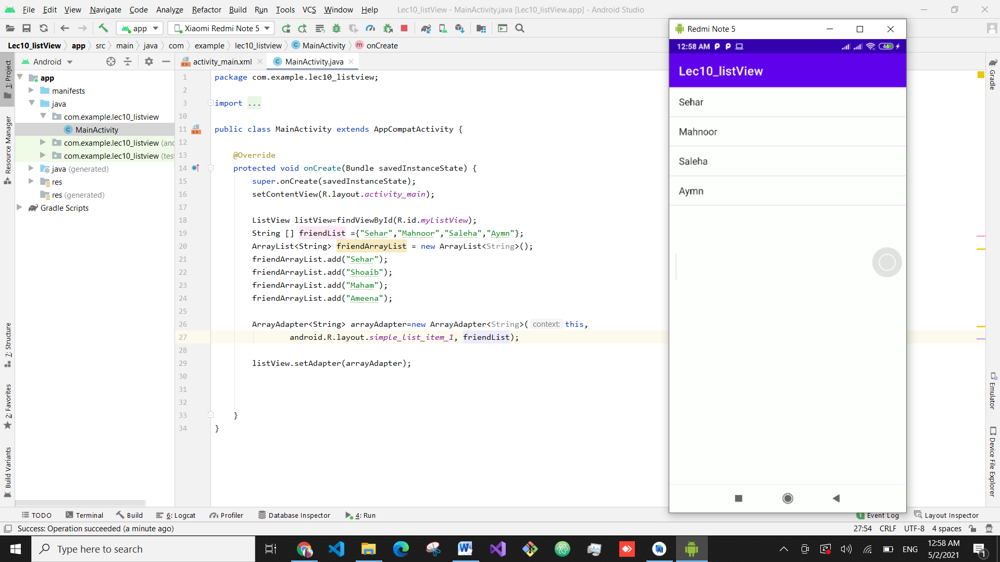 File Edit View Navigate Code Analyze Refactor Build Run Tools VCS Window Help Lec10_listView - MainActivity.java [Lec10_listView.app] - Android Studio
app Xiaomi Redmi Note 5
Lec10_listView app src main java com example lec10_listview MainActivity onCreate
Android
activity_main.xml MainActivity.java
1: Project
Resource Manager
7: Structure
2: Favorites
Build Variants
app
manifests
java
com.example.lec10_listview
MainActivity
com.example.lec10_listview (and
com.example.lec10_listview (tes
java (generated)
res
res (generated)
Gradle Scripts
1 package com.example.lec10_listview;
2
3 import ...
10
11 public class MainActivity extends AppCompatActivity {
12
13 @Override
14 protected void onCreate(Bundle savedInstanceState) {
15 super.onCreate(savedInstanceState);
16 setContentView(R.layout.activity_main);
17
18 ListView listView=findViewById(R.id.myListView);
19 String [] friendList ={"Sehar","Mahnoor","Saleha","Aymn"};
20 ArrayList<String> friendArrayList = new ArrayList<String>();
21 friendArrayList.add("Sehar");
22 friendArrayList.add("Shoaib");
23 friendArrayList.add("Maham");
24 friendArrayList.add("Ameena");
25
26 ArrayAdapter<String> arrayAdapter=new ArrayAdapter<String>( context: this,
27 android.R.layout.simple_list_item_1, friendList);
28
29 listView.setAdapter(arrayAdapter);
30
31
32
33 }
34 }
Redmi Note 5
12:58 AM P P 46
Lec10_listView
Sehar
Mahnoor
Saleha
Aymn
Gradle
Emulator
Device File Explorer
TODO Terminal Build 6: Logcat Profiler Database Inspector 4: Run 1 Event Log Layout Inspector
Success: Operation succeeded (a minute ago) 27:54 CRLF UTF-8 4 spaces
Type here to search ENG 12:58 AM
5/2/2021 1